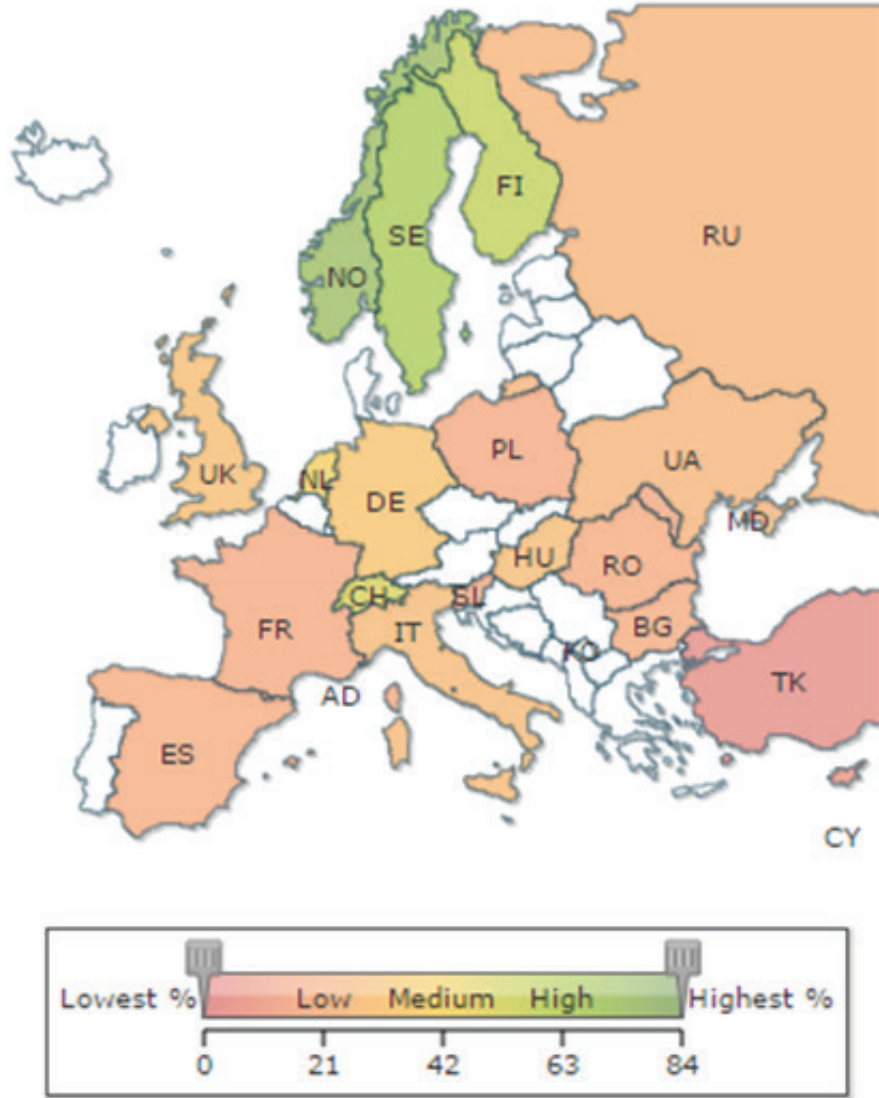 FI
SE
RU
NO
PL
UK
NL
UA
DE
MD
HU
RO
CH
SL
FR
IT
BG
KO
TK
AD
ES
CY
Lowest % Low Medium High Highest %
0 21 42 63 84